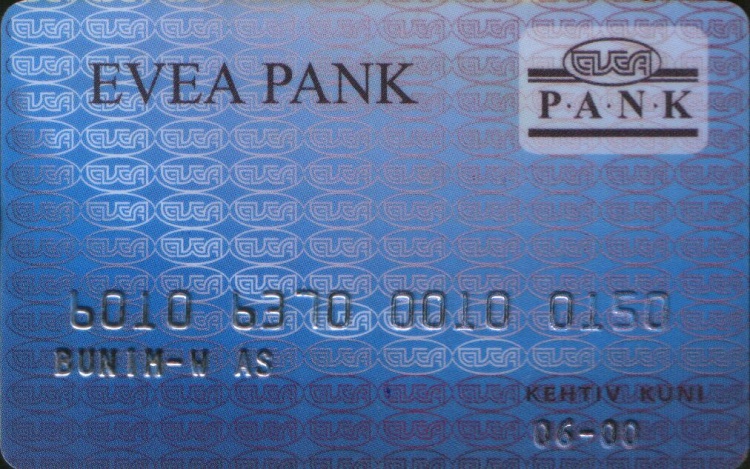 EVEA PANK
EVEA
P·A·N·K
6010 6370 0010 0150
BUNIM-W AS
KEHTIV KUNI
06-00